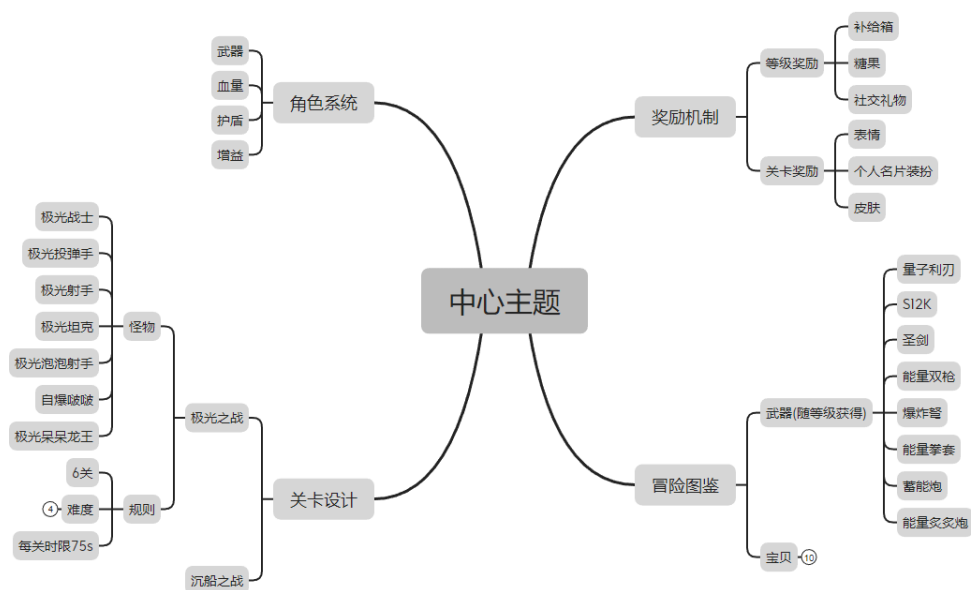 中心主题
角色系统
武器
血量
护盾
增益
奖励机制
等级奖励
补给箱
糖果
社交礼物
关卡奖励
表情
个人名片装扮
皮肤
关卡设计
极光之战
怪物
极光战士
极光投弹手
极光射手
极光坦克
极光泡泡射手
自爆啵啵
极光呆呆龙王
规则
6关
难度
4
每关时限75s
沉船之战
冒险图鉴
武器(随等级获得)
量子利刃
S12K
圣剑
能量双枪
爆炸弩
能量拳套
蓄能炮
能量炙炙炮
宝贝
10